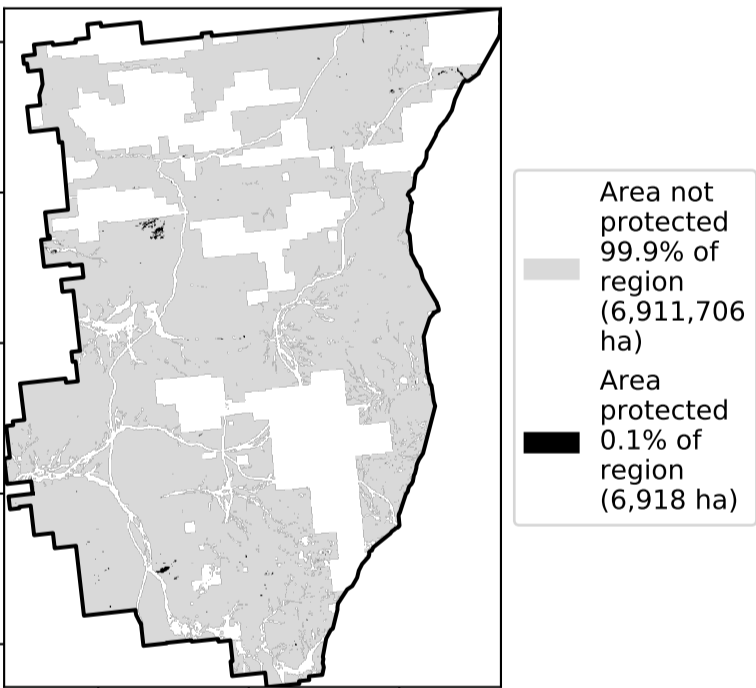 Area not
protected
99.9% of
region
(6,911,706
ha)
Area
protected
0.1% of
region
(6,918 ha)